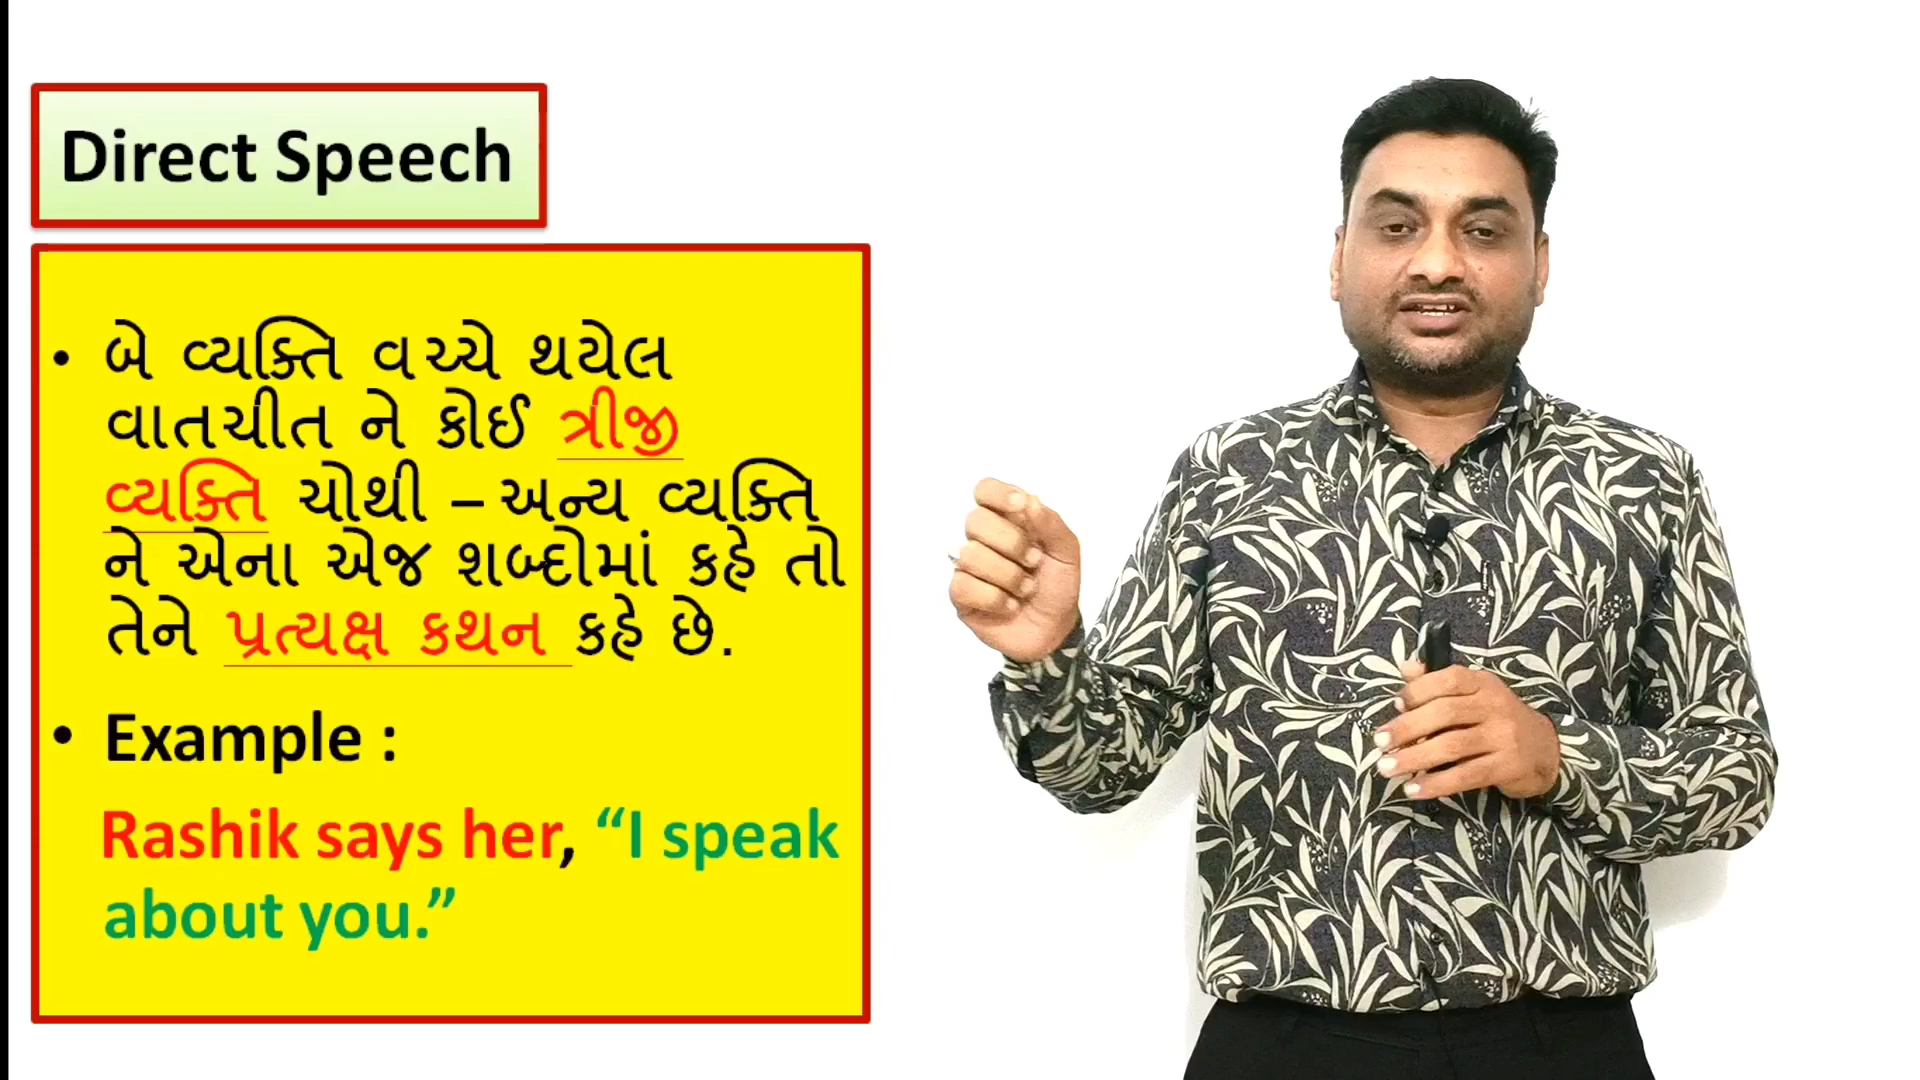 Direct Speech
• બે વ્યક્તિ વચ્ચે થયેલ
વાતચીત ને કોઈ ત્રીજી
વ્યક્તિ ચોથી – અન્ય વ્યક્તિ
ને એના એજ શબ્દોમાં કહે તો
તેને પ્રત્યક્ષ કથન કહે છે.
• Example :
Rashik says her, “I speak
about you.”